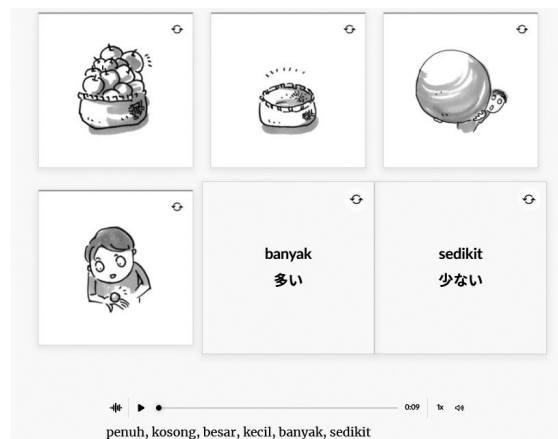 banyak
多い
sedikit
少ない
0:09
1x
penuh, kosong, besar, kecil, banyak, sedikit